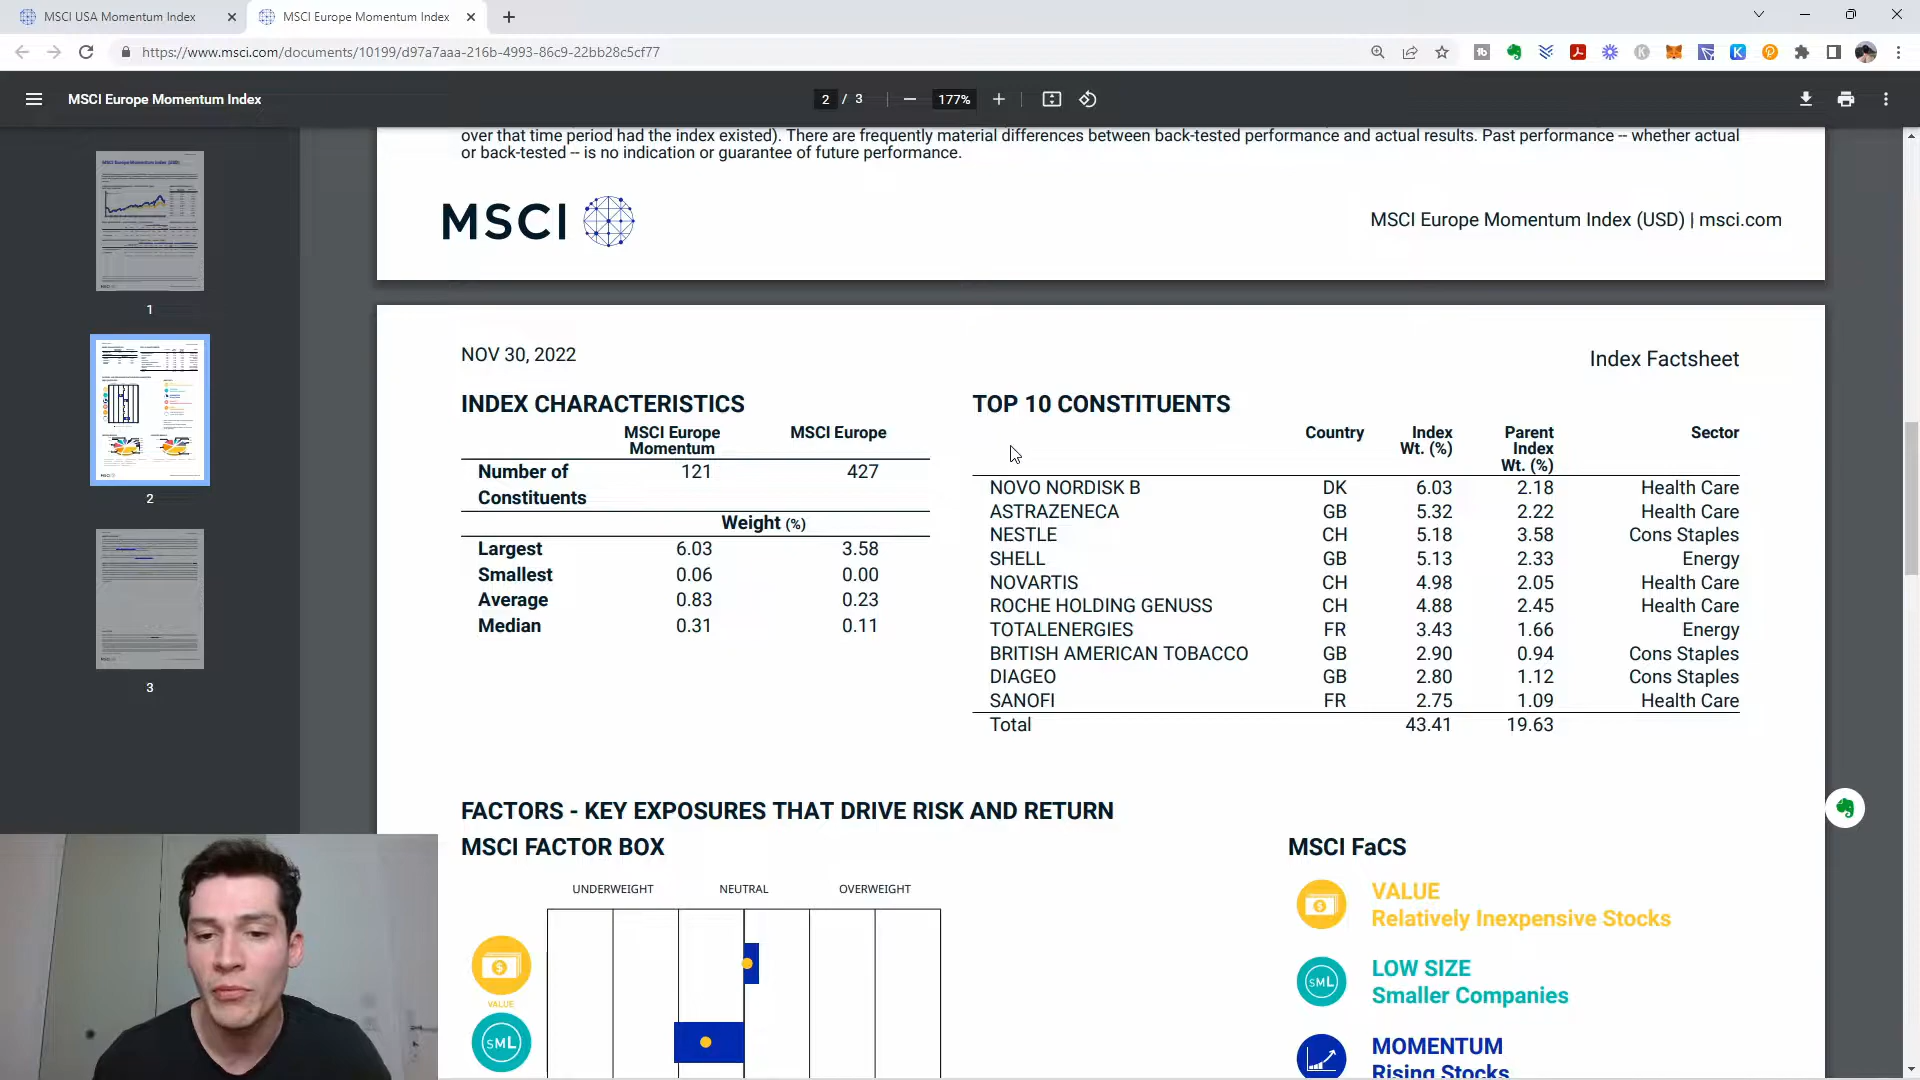 MSCI USA Momentum Index
MSCI Europe Momentum Index
https://www.msci.com/documents/10199/d97a7aaa-216b-4993-86c9-22bb28c5cf77
MSCI Europe Momentum Index
2 / 3
177%
over that time period had the index existed). There are frequently material differences between back-tested performance and actual results. Past performance -- whether actual
or back-tested -- is no indication or guarantee of future performance.
MSCI
MSCI Europe Momentum Index (USD) | msci.com
1
2
3
NOV 30, 2022
Index Factsheet
INDEX CHARACTERISTICS
MSCI Europe Momentum
MSCI Europe
Number of Constituents 121 427
Weight (%)
Largest 6.03 3.58
Smallest 0.06 0.00
Average 0.83 0.23
Median 0.31 0.11
TOP 10 CONSTITUENTS
Country Index Wt. (%) Parent Index Wt. (%) Sector
NOVO NORDISK B DK 6.03 2.18 Health Care
ASTRAZENECA GB 5.32 2.22 Health Care
NESTLE CH 5.18 3.58 Cons Staples
SHELL GB 5.13 2.33 Energy
NOVARTIS CH 4.98 2.05 Health Care
ROCHE HOLDING GENUSS CH 4.88 2.45 Health Care
TOTALENERGIES FR 3.43 1.66 Energy
BRITISH AMERICAN TOBACCO GB 2.90 0.94 Cons Staples
DIAGEO GB 2.80 1.12 Cons Staples
SANOFI FR 2.75 1.09 Health Care
Total 43.41 19.63
FACTORS - KEY EXPOSURES THAT DRIVE RISK AND RETURN
MSCI FACTOR BOX
UNDERWEIGHT NEUTRAL OVERWEIGHT
VALUE
SML
MSCI FaCS
VALUE
Relatively Inexpensive Stocks
SML
LOW SIZE
Smaller Companies
MOMENTUM
Rising Stocks